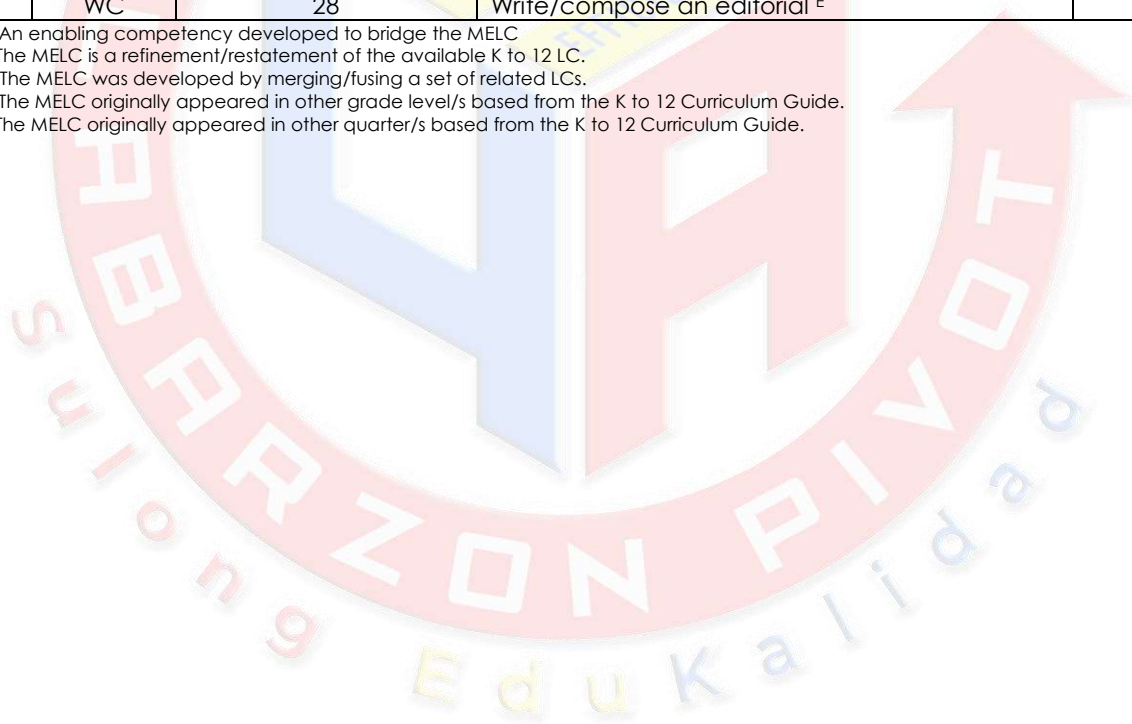 WC 28 Write/compose an editorial E
An enabling competency developed to bridge the MELC
The MELC is a refinement/restatement of the available K to 12 LC.
The MELC was developed by merging/fusing a set of related LCs.
The MELC originally appeared in other grade level/s based from the K to 12 Curriculum Guide.
The MELC originally appeared in other quarter/s based from the K to 12 Curriculum Guide.
4A
ABARZON PIVOT
Sulong EduKalidad